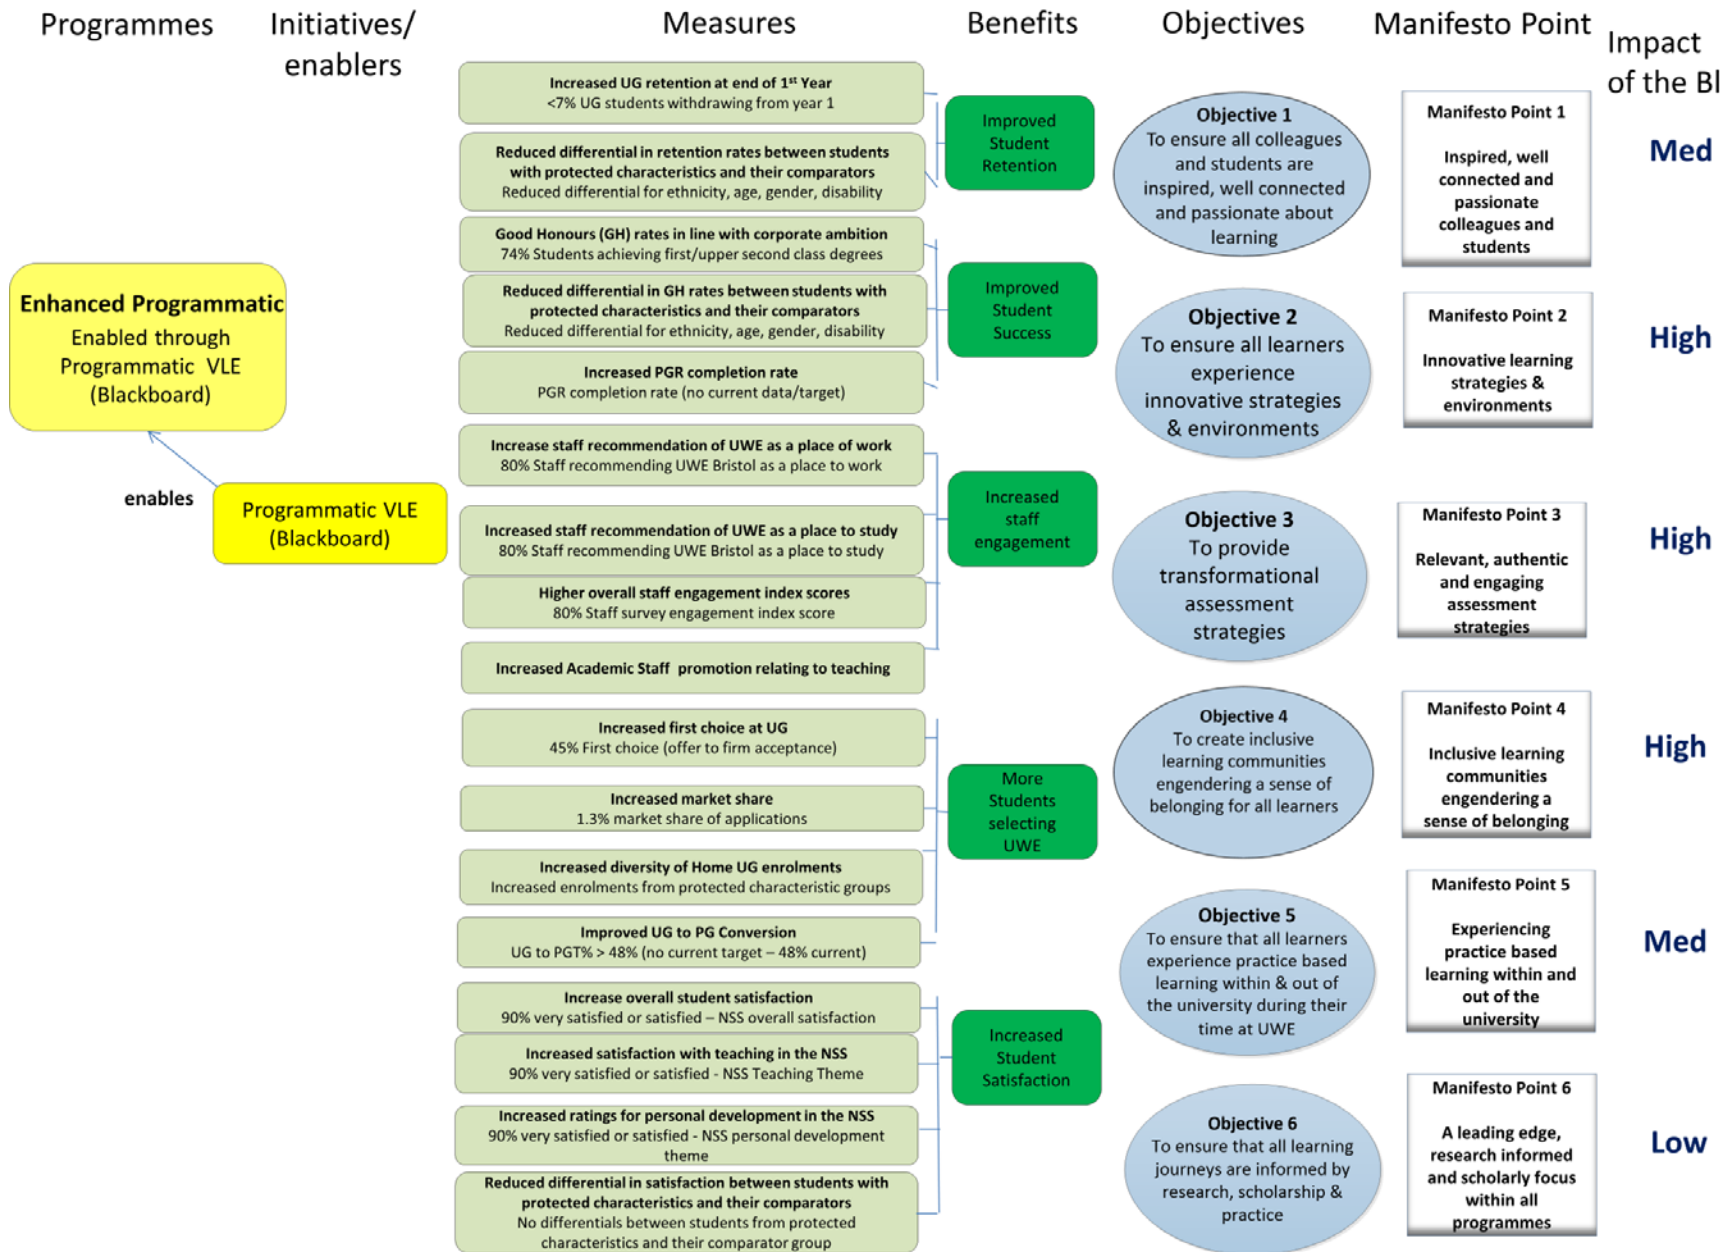 Programmes
Initiatives/
enablers
Measures
Benefits
Objectives
Manifesto Point
Impact
of the Bl
Enhanced Programmatic
Enabled through
Programmatic VLE
(Blackboard)
enables
Programmatic VLE
(Blackboard)
Increased UG retention at end of 1st Year
<7% UG students withdrawing from year 1
Reduced differential in retention rates between students
with protected characteristics and their comparators
Reduced differential for ethnicity, age, gender, disability
Good Honours (GH) rates in line with corporate ambition
74% Students achieving first/upper second class degrees
Reduced differential in GH rates between students with
protected characteristics and their comparators
Reduced differential for ethnicity, age, gender, disability
Increased PGR completion rate
PGR completion rate (no current data/target)
Increase staff recommendation of UWE as a place of work
80% Staff recommending UWE Bristol as a place to work
Increased staff recommendation of UWE as a place to study
80% Staff recommending UWE Bristol as a place to study
Higher overall staff engagement index scores
80% Staff survey engagement index score
Increased Academic Staff promotion relating to teaching
Increased first choice at UG
45% First choice (offer to firm acceptance)
Increased market share
1.3% market share of applications
Increased diversity of Home UG enrolments
Increased enrolments from protected characteristic groups
Improved UG to PG Conversion
UG to PGT% > 48% (no current target – 48% current)
Increase overall student satisfaction
90% very satisfied or satisfied – NSS overall satisfaction
Increased satisfaction with teaching in the NSS
90% very satisfied or satisfied - NSS Teaching Theme
Increased ratings for personal development in the NSS
90% very satisfied or satisfied - NSS personal development
theme
Reduced differential in satisfaction between students with
protected characteristics and their comparators
No differentials between students from protected
characteristics and their comparator group
Improved
Student
Retention
Improved
Student
Success
Increased
staff
engagement
More
Students
selecting
UWE
Increased
Student
Satisfaction
Objective 1
To ensure all colleagues
and students are
inspired, well connected
and passionate about
learning
Objective 2
To ensure all learners
experience
innovative strategies
& environments
Objective 3
To provide
transformational
assessment
strategies
Objective 4
To create inclusive
learning communities
engendering a sense of
belonging for all learners
Objective 5
To ensure that all learners
experience practice based
learning within & out of
the university during their
time at UWE
Objective 6
To ensure that all learning
journeys are informed by
research, scholarship &
practice
Manifesto Point 1
Inspired, well
connected and
passionate
colleagues and
students
Manifesto Point 2
Innovative learning
strategies &
environments
Manifesto Point 3
Relevant, authentic
and engaging
assessment
strategies
Manifesto Point 4
Inclusive learning
communities
engendering a
sense of belonging
Manifesto Point 5
Experiencing
practice based
learning within and
out of the
university
Manifesto Point 6
A leading edge,
research informed
and scholarly focus
within all
programmes
Med
High
High
High
Med
Low